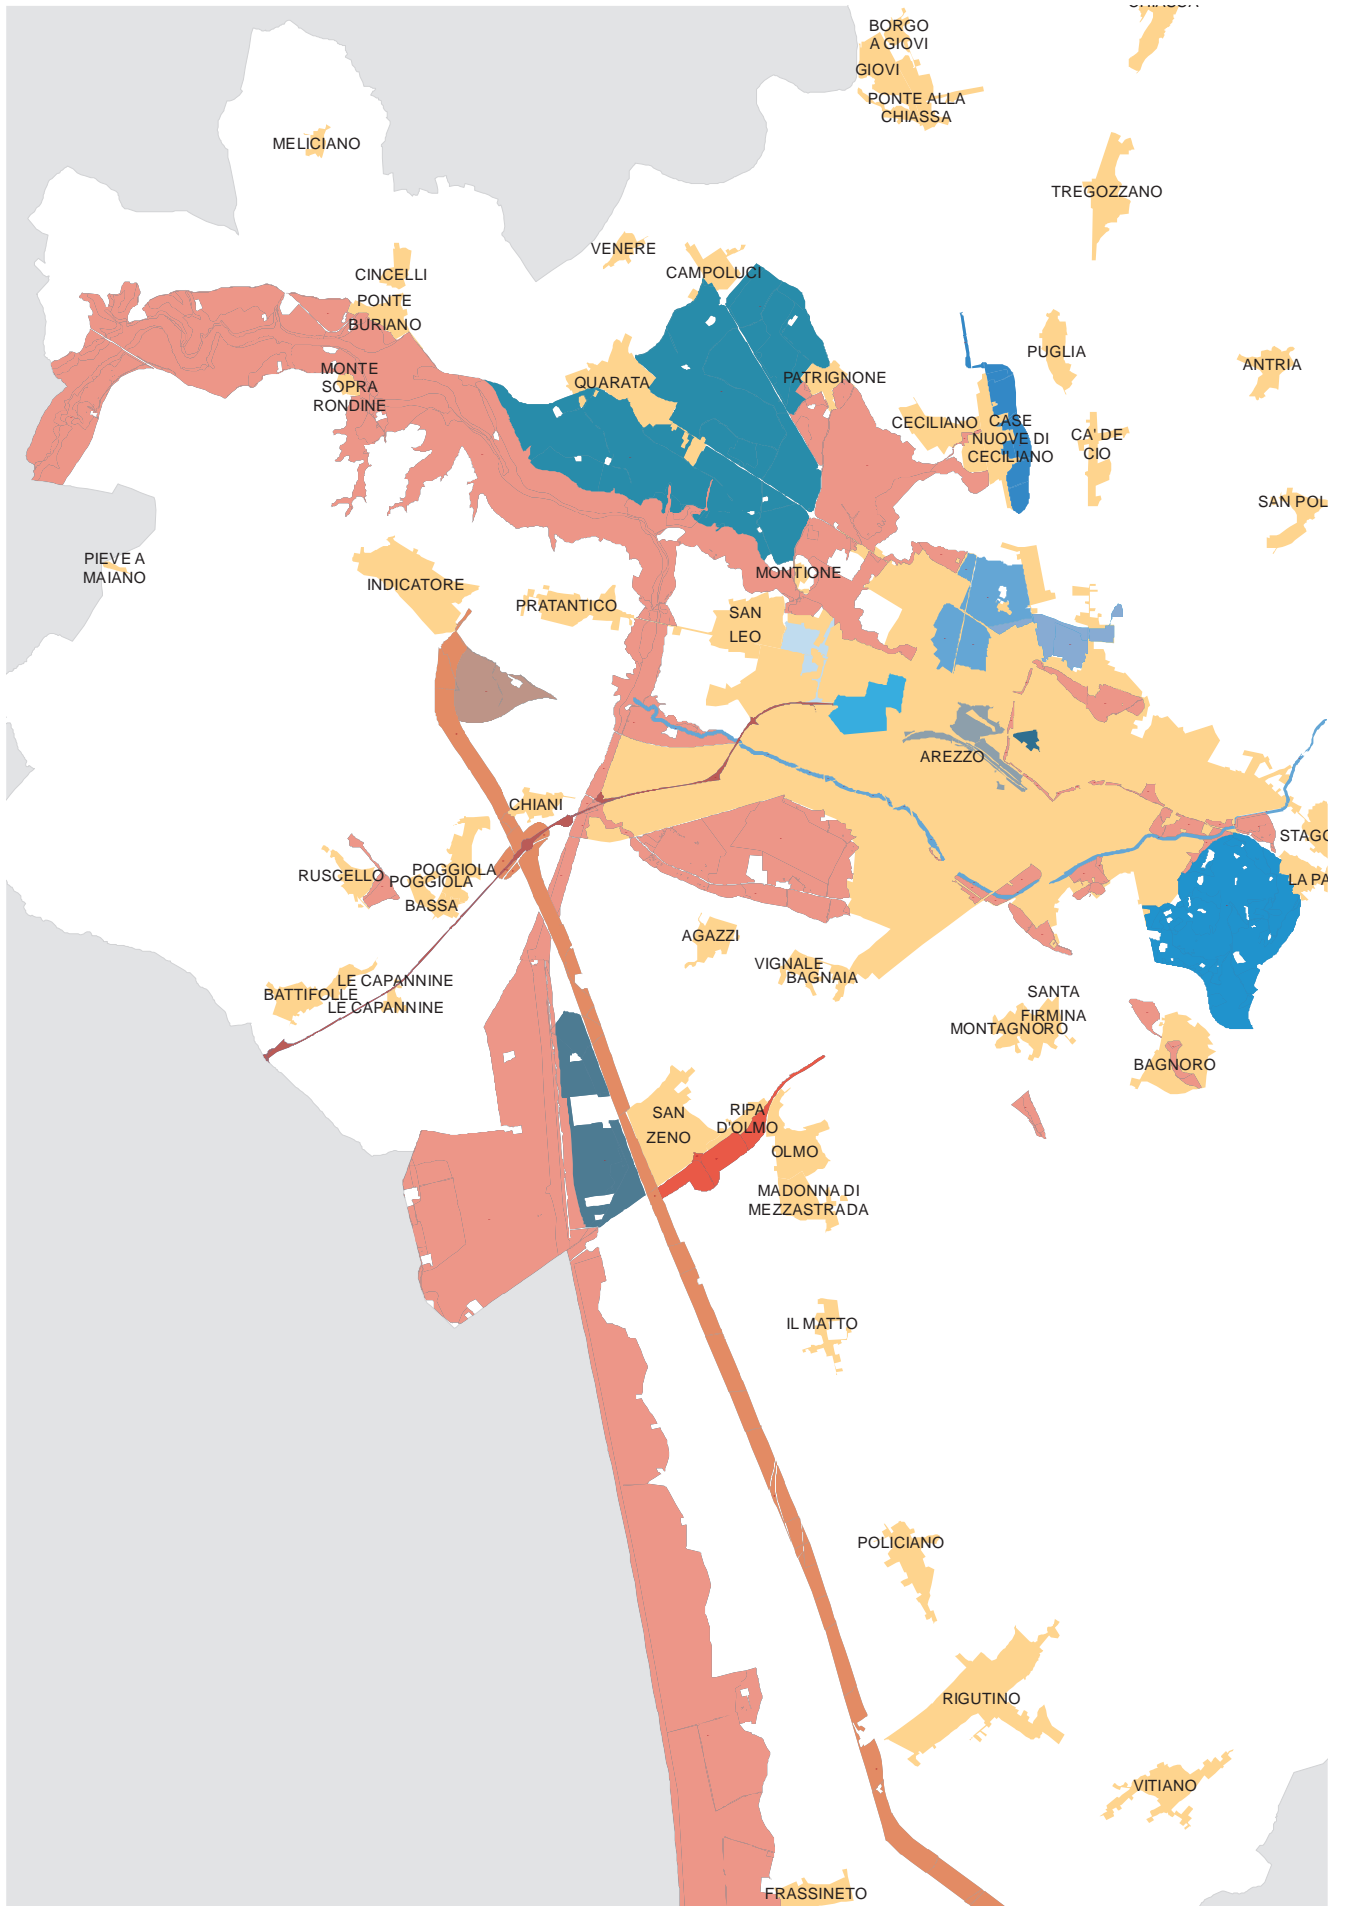 BORGO
A GIOVI
GIOVI
PONTE ALLA
CHIASSA
MELICIANO
TREGOZZANO
VENERE
CAMPOLUCI
CINCELLI
PONTE
BURIANO
PUGLIA
ANTRIA
MONTE
SOPRA
RONDINE
QUARATA
PATRIGNONE
CECILIANO
CASE
NUOVE DI
CECILIANO
CA' DE
CIO
SAN POL
PIEVE A
MAIANO
INDICATORE
MONTIONE
PRATANTICO
SAN
LEO
AREZZO
CHIANI
STAGO
RUSCELLO
POGGIOLA
POGGIOLA
BASSA
LA PA
AGAZZI
VIGNALE
BAGNAIA
LE CAPANNINE
BATTIFOLLE
LE CAPANNINE
SANTA
FIRMINA
MONTAGNORO
BAGNORO
SAN
ZENO
RIPA
D'OLMO
OLMO
MADONNA DI
MEZZASTRADA
IL MATTO
POLICIANO
RIGUTINO
VITIANO
FRASSINETO